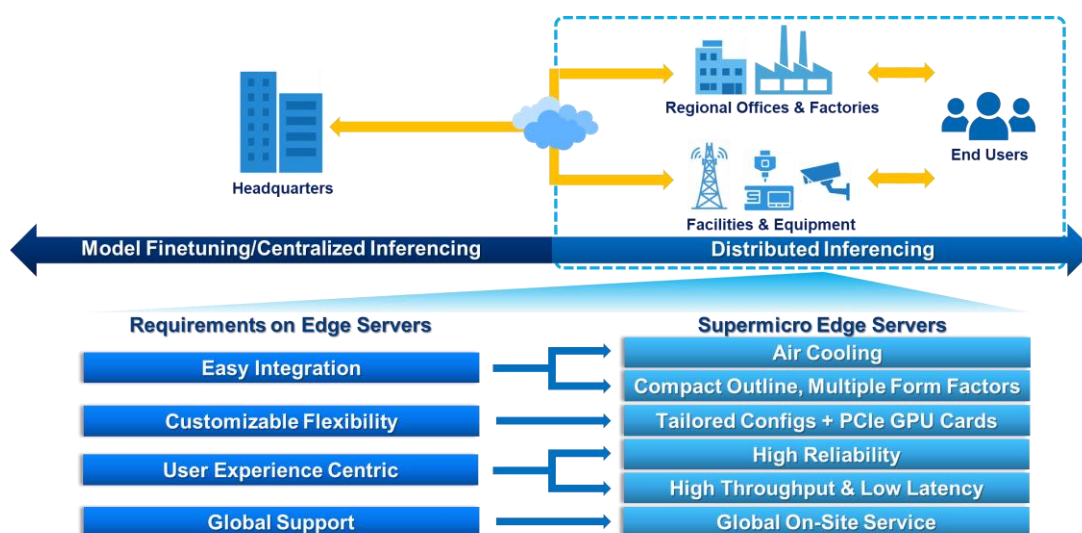 Regional Offices & Factories
End Users
Headquarters
Facilities & Equipment
Model Finetuning/Centralized Inferencing
Distributed Inferencing
Requirements on Edge Servers
Supermicro Edge Servers
Easy Integration
Air Cooling
Compact Outline, Multiple Form Factors
Customizable Flexibility
Tailored Configs + PCIe GPU Cards
User Experience Centric
High Reliability
High Throughput & Low Latency
Global Support
Global On-Site Service